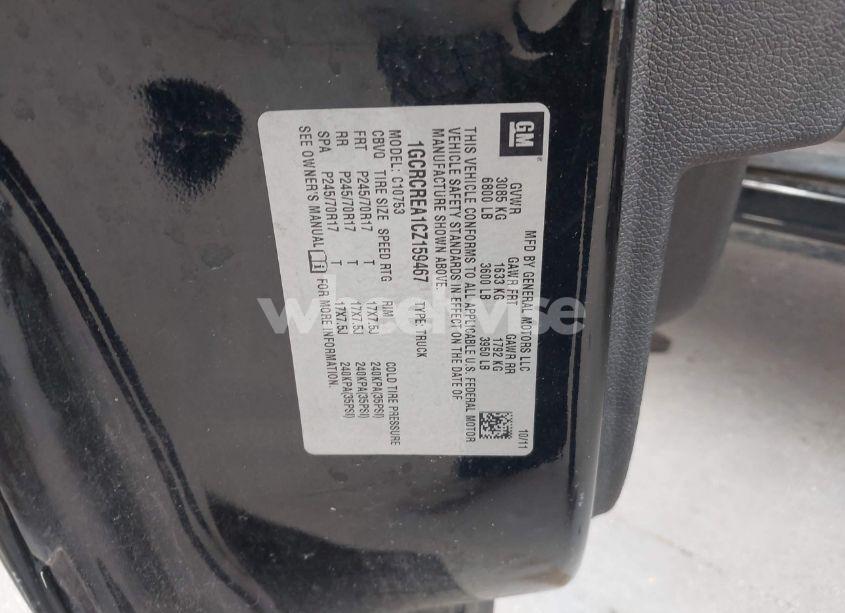 GM
®
MFD BY GENERAL MOTORS LLC
10/11
GVWR GAWR FRT GAWR RR
3085 KG 1633 KG 1792 KG
6800 LB 3600 LB 3950 LB
THIS VEHICLE CONFORMS TO ALL APPLICABLE U.S. FEDERAL MOTOR
VEHICLE SAFETY STANDARDS IN EFFECT ON THE DATE OF
MANUFACTURE SHOWN ABOVE.
1GCRCREA1CZ159467 TYPE: TRUCK
MODEL: C10753
CBVQ TIRE SIZE SPEED RTG RIM COLD TIRE PRESSURE
FRT P245/70R17 T 17X7.5J 240KPA(35PSI)
RR P245/70R17 T 17X7.5J 240KPA(35PSI)
SPA P245/70R17 T 17X7.5J 240KPA(35PSI)
SEE OWNER'S MANUAL FOR MORE INFORMATION.
wheelwise